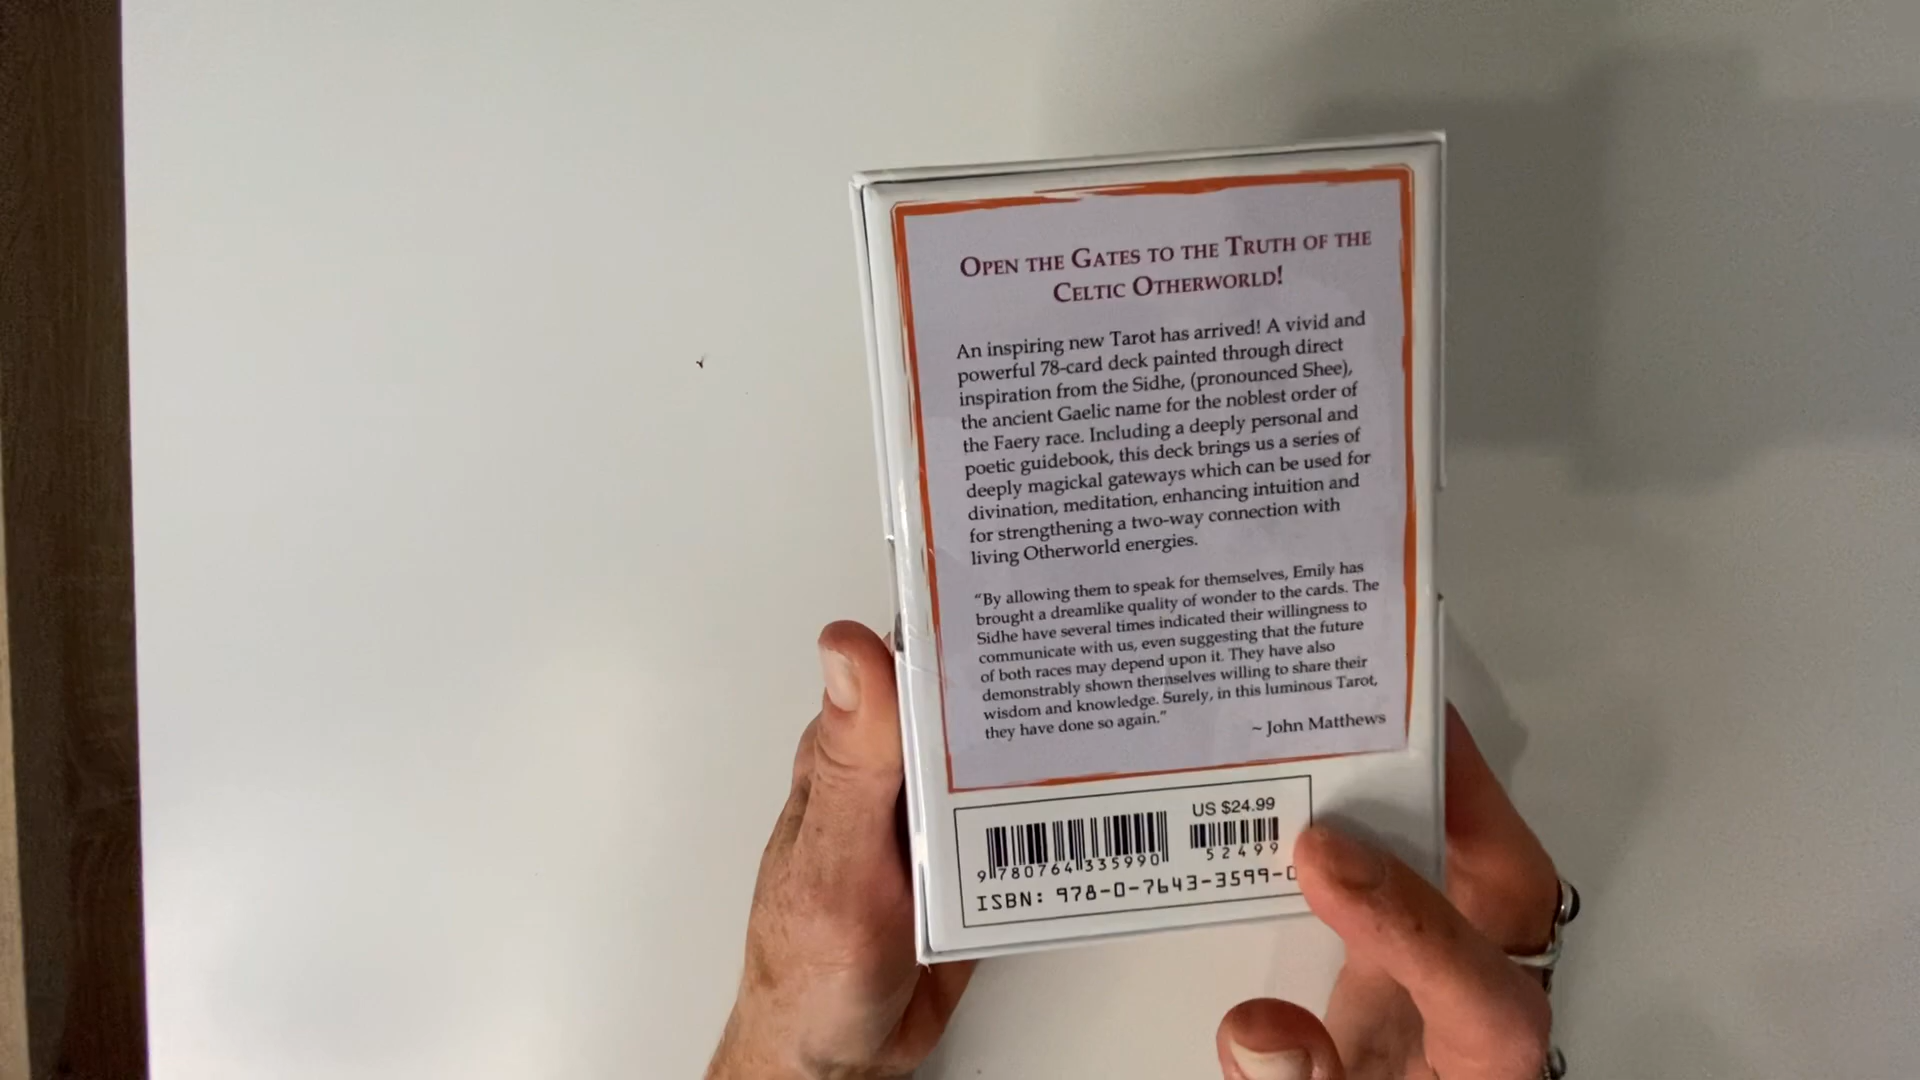 OPEN THE GATES TO THE TRUTH OF THE
CELTIC OTHERWORLD!
An inspiring new Tarot has arrived! A vivid and
powerful 78-card deck painted through direct
inspiration from the Sidhe, (pronounced Shee),
the ancient Gaelic name for the noblest order of
the Faery race. Including a deeply personal and
poetic guidebook, this deck brings us a series of
deeply magickal gateways which can be used for
divination, meditation, enhancing intuition and
for strengthening a two-way connection with
living Otherworld energies.
“By allowing them to speak for themselves, Emily has
brought a dreamlike quality of wonder to the cards. The
Sidhe have several times indicated their willingness to
communicate with us, even suggesting that the future
of both races may depend upon it. They have also
demonstrably shown themselves willing to share their
wisdom and knowledge. Surely, in this luminous Tarot,
they have done so again.”
~ John Matthews
US $24.99
9 780764 335990
52499
ISBN: 978-0-7643-3599-0